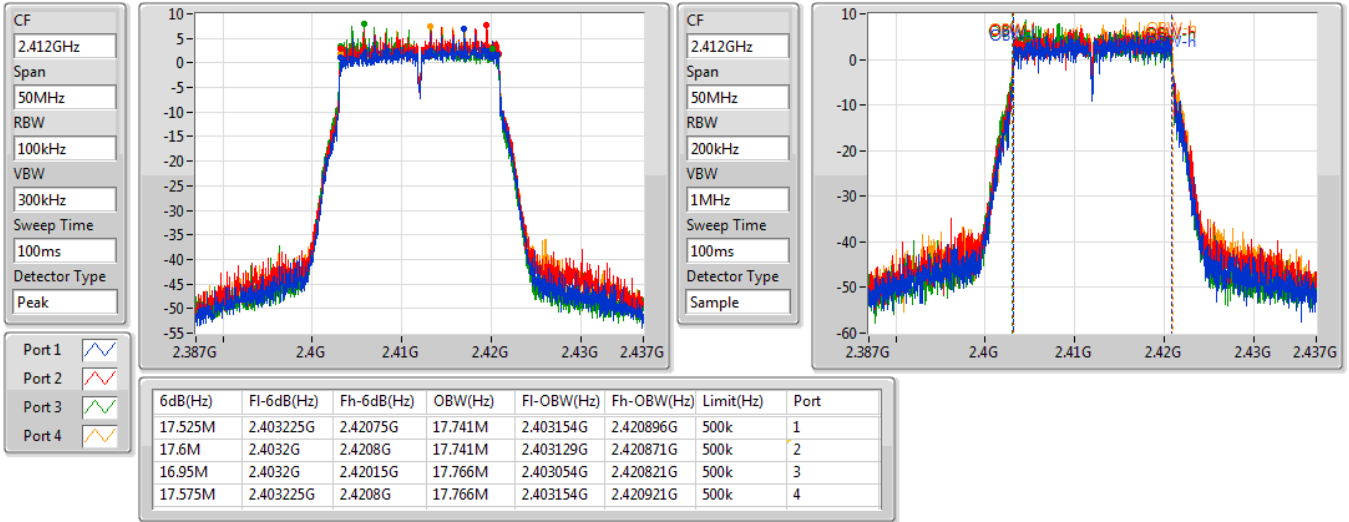 CF
2.412GHz
Span
50MHz
RBW
100kHz
VBW
300kHz
Sweep Time
100ms
Detector Type
Peak
10
5
0
-5
-10
-15
-20
-25
-30
-35
-40
-45
-50
-55
2.387G 2.4G 2.41G 2.42G 2.43G 2.437G
CF
2.412GHz
Span
50MHz
RBW
200kHz
VBW
1MHz
Sweep Time
100ms
Detector Type
Sample
10
0
-10
-20
-30
-40
-50
-60
OBW-h
2.387G 2.4G 2.41G 2.42G 2.43G 2.437G
Port 1
Port 2
Port 3
Port 4
6dB(Hz) Fl-6dB(Hz) Fh-6dB(Hz) OBW(Hz) Fl-OBW(Hz) Fh-OBW(Hz) Limit(Hz) Port
17.525M 2.403225G 2.42075G 17.741M 2.403154G 2.420896G 500k 1
17.6M 2.4032G 2.4208G 17.741M 2.403129G 2.420871G 500k 2
16.95M 2.4032G 2.42015G 17.766M 2.403054G 2.420821G 500k 3
17.575M 2.403225G 2.4208G 17.766M 2.403154G 2.420921G 500k 4